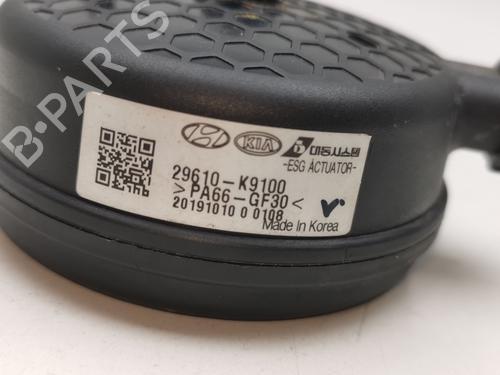 KIA
대동시스템
-ESG ACTUATOR-
29610-K9100
>PA66-GF30<
20191010 0 0108
Made In Korea
B-PARTS